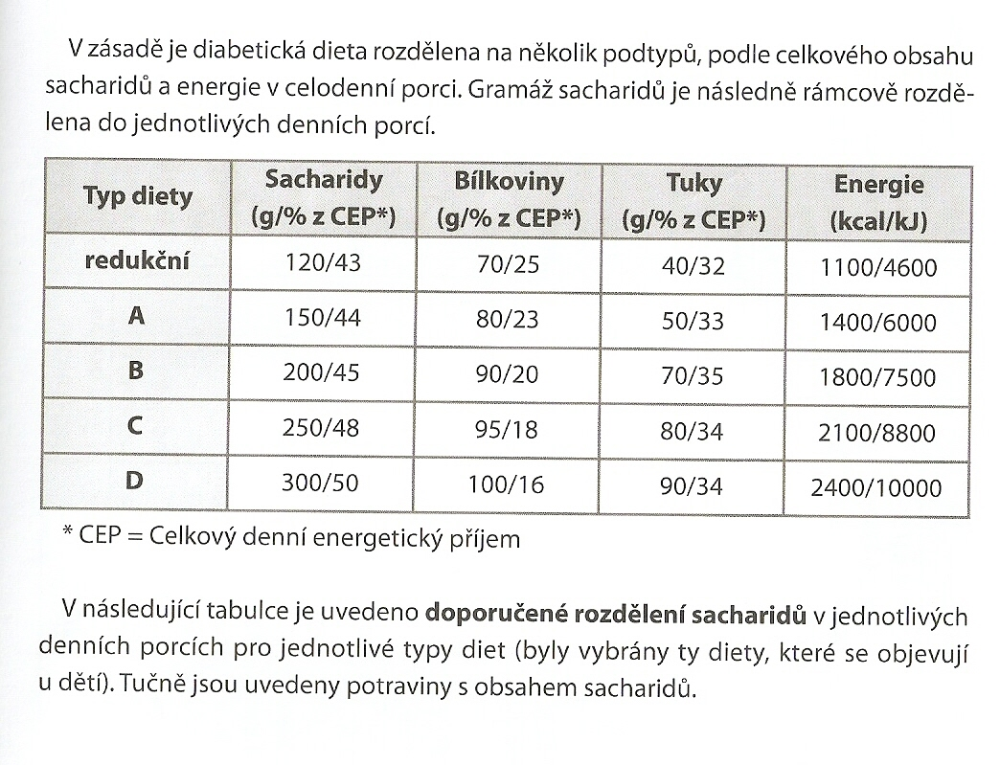 V zásadě je diabetická dieta rozdělena na několik podtypů, podle celkového obsahu
sacharidů a energie v celodenní porci. Gramáž sacharidů je následně rámcově rozdě-
lena do jednotlivých denních porcí.
Typ diety Sacharidy (g/% z CEP*) Bílkoviny (g/% z CEP*) Tuky (g/% z CEP*) Energie (kcal/kJ)
redukční 120/43 70/25 40/32 1100/4600
A 150/44 80/23 50/33 1400/6000
B 200/45 90/20 70/35 1800/7500
C 250/48 95/18 80/34 2100/8800
D 300/50 100/16 90/34 2400/10000
* CEP = Celkový denní energetický příjem
V následující tabulce je uvedeno doporučené rozdělení sacharidů v jednotlivých
denních porcích pro jednotlivé typy diet (byly vybrány ty diety, které se objevují
u dětí). Tučně jsou uvedeny potraviny s obsahem sacharidů.